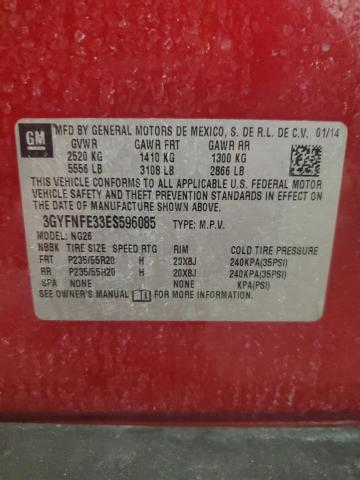 GM MFD BY GENERAL MOTORS DE MEXICO, S. DE R.L. DE C.V. 01/14
GVWR GAWR FRT GAWR RR
2520 KG 1410 KG 1300 KG
5556 LB 3108 LB 2866 LB
THIS VEHICLE CONFORMS TO ALL APPLICABLE U.S. FEDERAL MOTOR
VEHICLE SAFETY AND THEFT PREVENTION STANDARDS IN EFFECT ON
THE DATE OF MANUFACTURE SHOWN ABOVE.
3GYFNFE33ES596085 TYPE: M.P.V.
MODEL: NG26
NBBK TIRE SIZE SPEED RTG RIM COLD TIRE PRESSURE
FRT P235/55R20 H 20X8J 240KPA(35PSI)
RR P235/55R20 H 20X8J 240KPA(35PSI)
SPA NONE NONE KPA(PSI)
SEE OWNER'S MANUAL FOR MORE INFORMATION